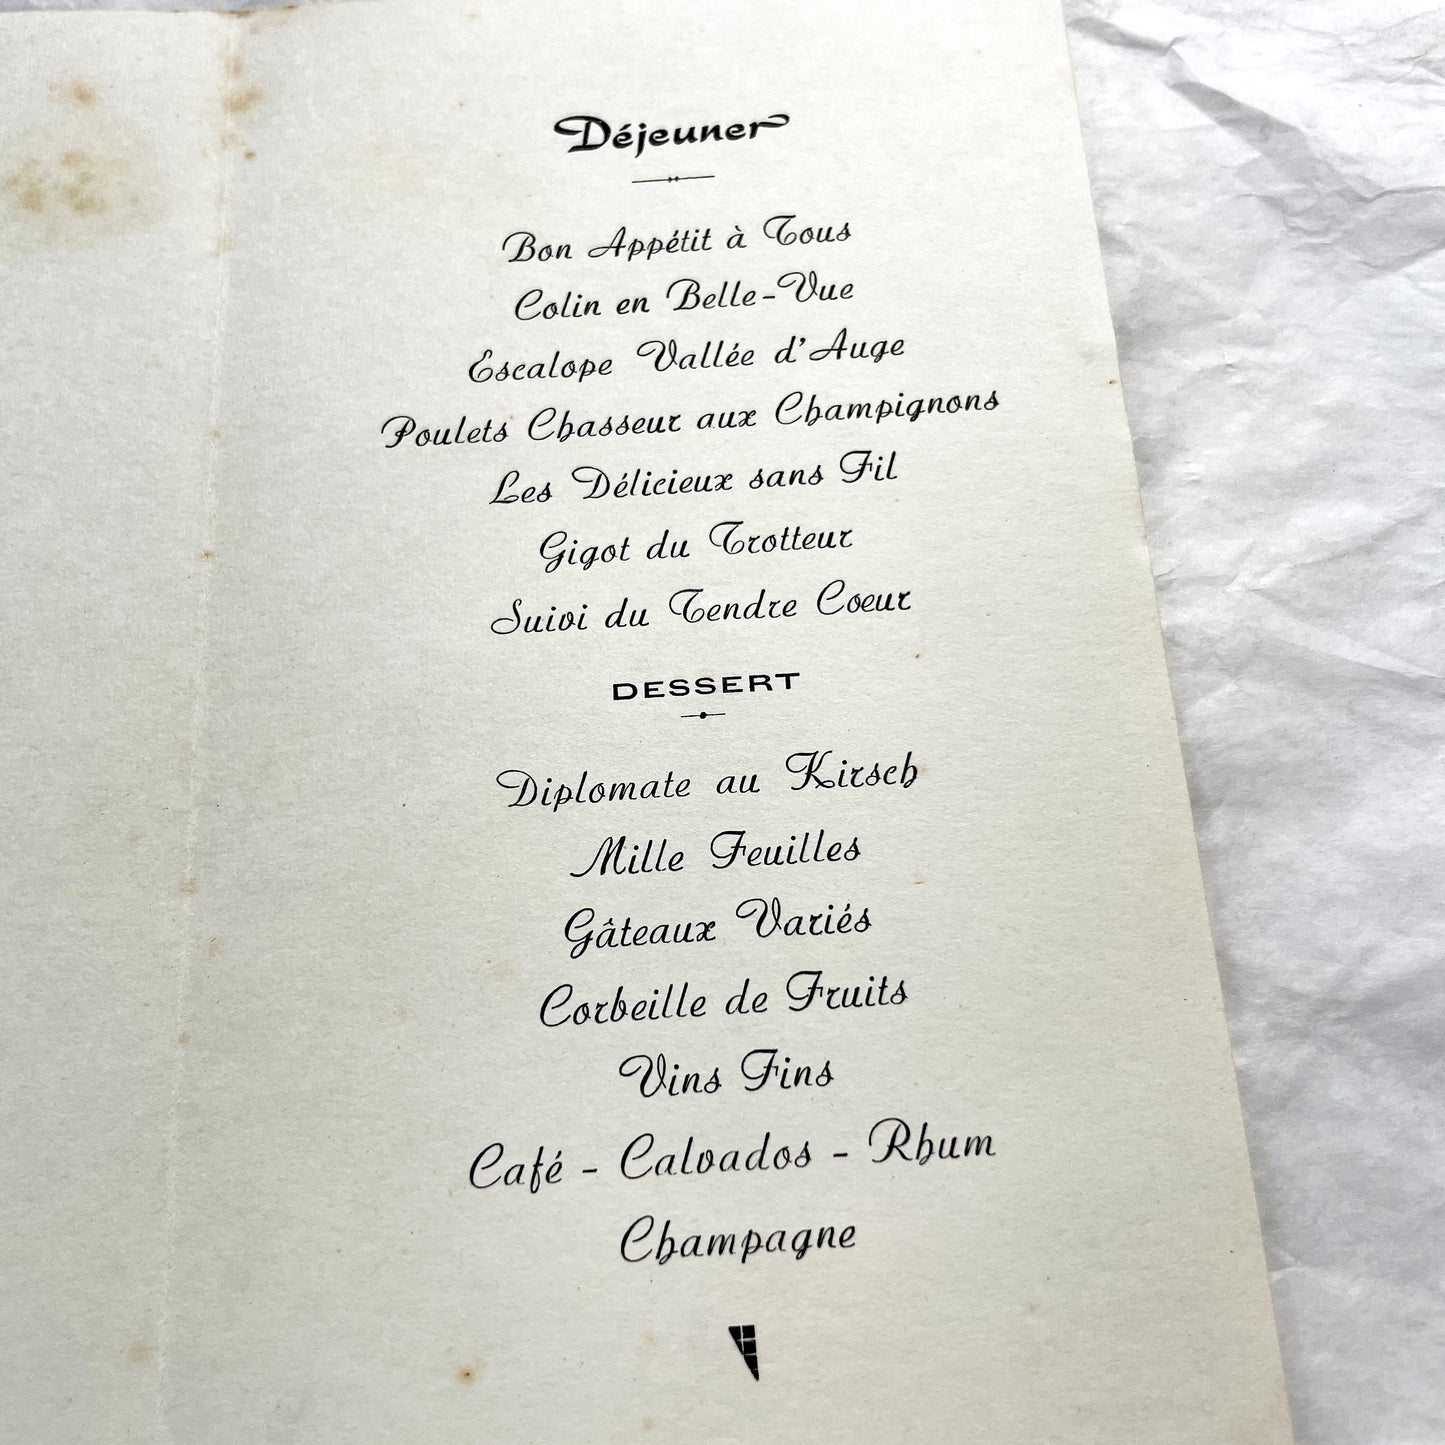 Déjeuner
Bon Appétit à Tous
Colin en Belle-Vue
Escalope Vallée d'Auge
Poulets Chasseur aux Champignons
Les Délicieux sans Fil
Gigot du Trotteur
Suivi du Tendre Coeur
DESSERT
Diplomate au Kirsch
Mille Feuilles
Gâteaux Variés
Corbeille de Fruits
Vins Fins
Café - Calvados - Rhum
Champagne